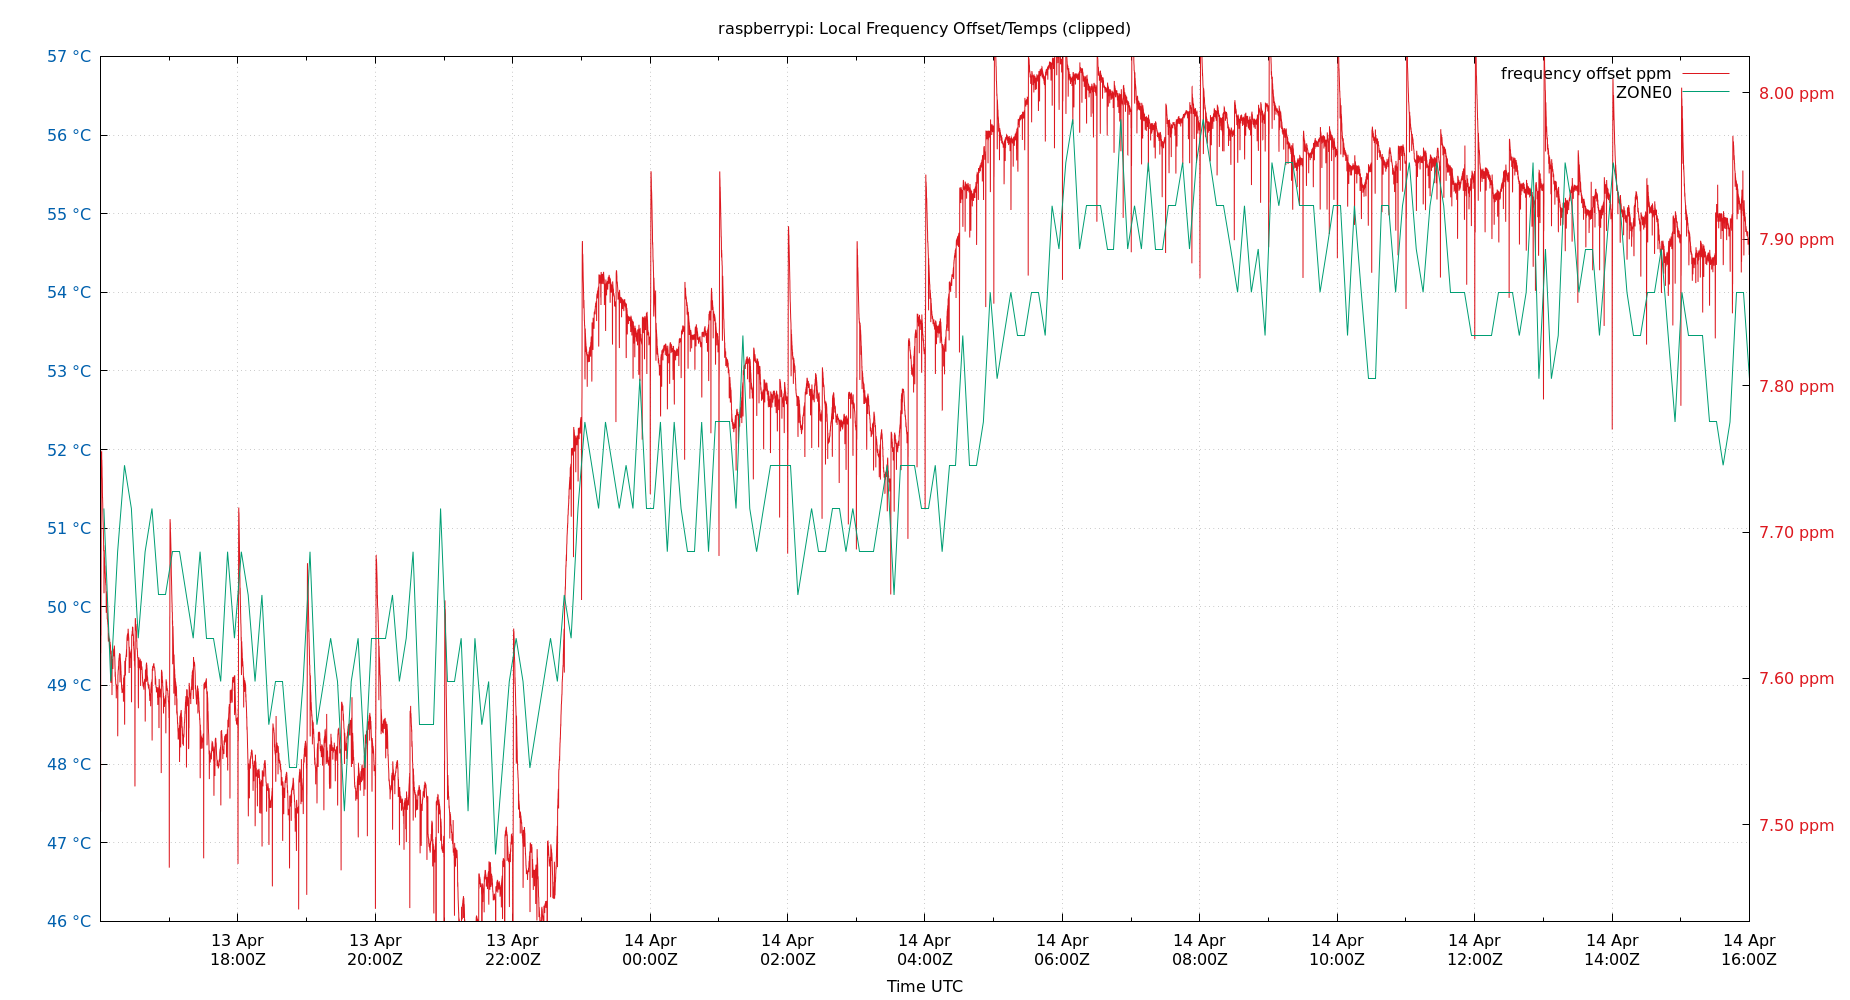 raspberrypi: Local Frequency Offset/Temps (clipped)
57 °C
56 °C
55 °C
54 °C
53 °C
52 °C
51 °C
50 °C
49 °C
48 °C
47 °C
46 °C
frequency offset ppm
ZONE0
8.00 ppm
7.90 ppm
7.80 ppm
7.70 ppm
7.60 ppm
7.50 ppm
13 Apr
18:00Z
13 Apr
20:00Z
13 Apr
22:00Z
14 Apr
00:00Z
14 Apr
02:00Z
14 Apr
04:00Z
14 Apr
06:00Z
14 Apr
08:00Z
14 Apr
10:00Z
14 Apr
12:00Z
14 Apr
14:00Z
14 Apr
16:00Z
Time UTC